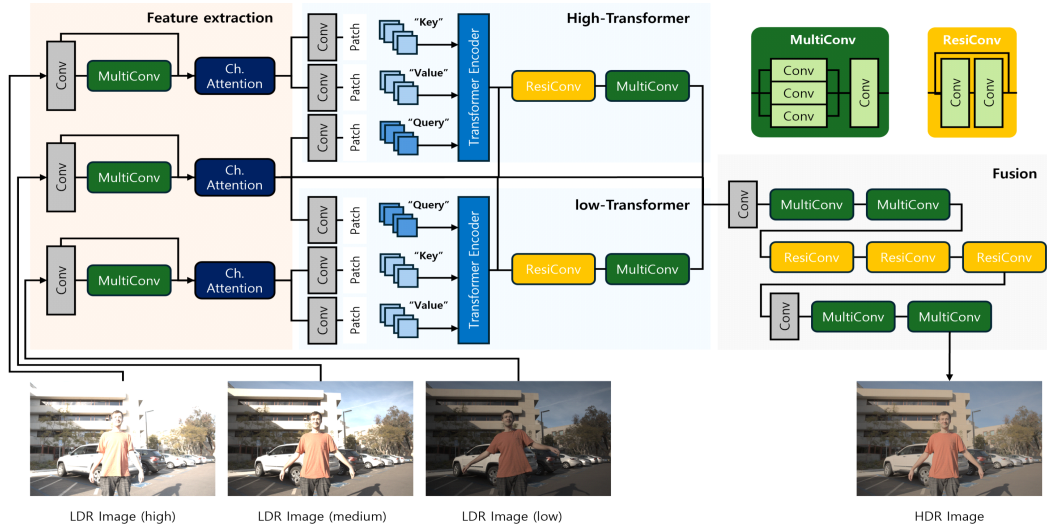 Feature extraction
Conv
MultiConv
Ch.
Attention
Conv
MultiConv
Ch.
Attention
Conv
MultiConv
Ch.
Attention
High-Transformer
Conv
Patch
"Key"
Conv
Patch
"Value"
Conv
Patch
"Query"
Transformer Encoder
ResiConv
MultiConv
low-Transformer
Conv
Patch
"Query"
Conv
Patch
"Key"
Conv
Patch
"Value"
Transformer Encoder
ResiConv
MultiConv
MultiConv
Conv
Conv
Conv
Conv
ResiConv
Conv
Conv
Fusion
Conv
MultiConv
MultiConv
ResiConv
ResiConv
ResiConv
Conv
MultiConv
MultiConv
LDR Image (high)
LDR Image (medium)
LDR Image (low)
HDR Image